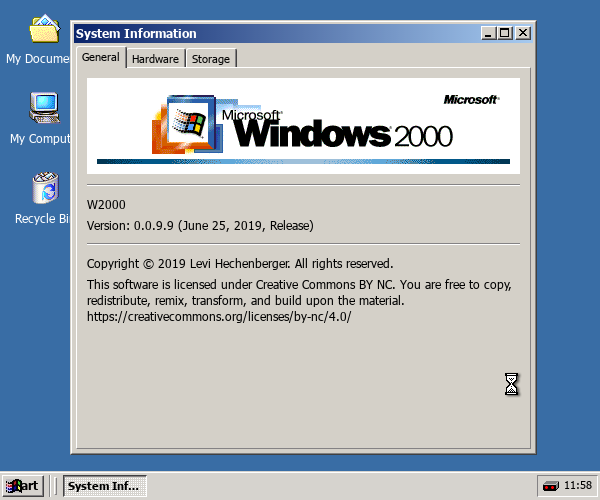 System Information
My Docume
General
Hardware
Storage
Microsoft
Microsoft
Windows 2000
My Comput
W2000
Version: 0.0.9.9 (June 25, 2019, Release)
Recycle Bi
Copyright © 2019 Levi Hechenberger. All rights reserved.
This software is licensed under Creative Commons BY NC. You are free to copy,
redistribute, remix, transform, and build upon the material.
https://creativecommons.org/licenses/by-nc/4.0/
art
System Inf...
11:58